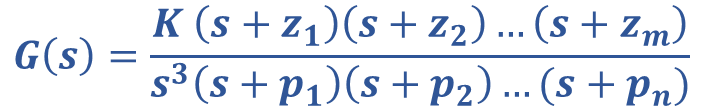 G(s) = K (s + z₁)(s + z₂) … (s + zₘ) / s³(s + p₁)(s + p₂) … (s + pₙ)